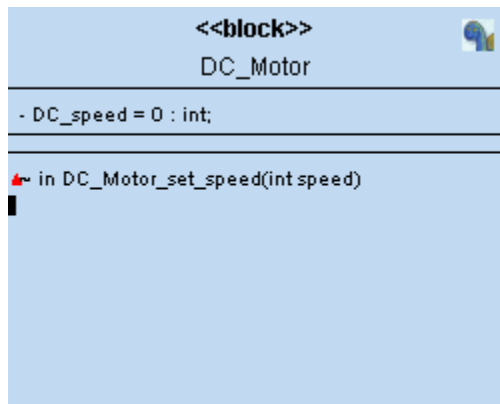 <<block>>
DC_Motor
- DC_speed = 0 : int;
~ in DC_Motor_set_speed(int speed)